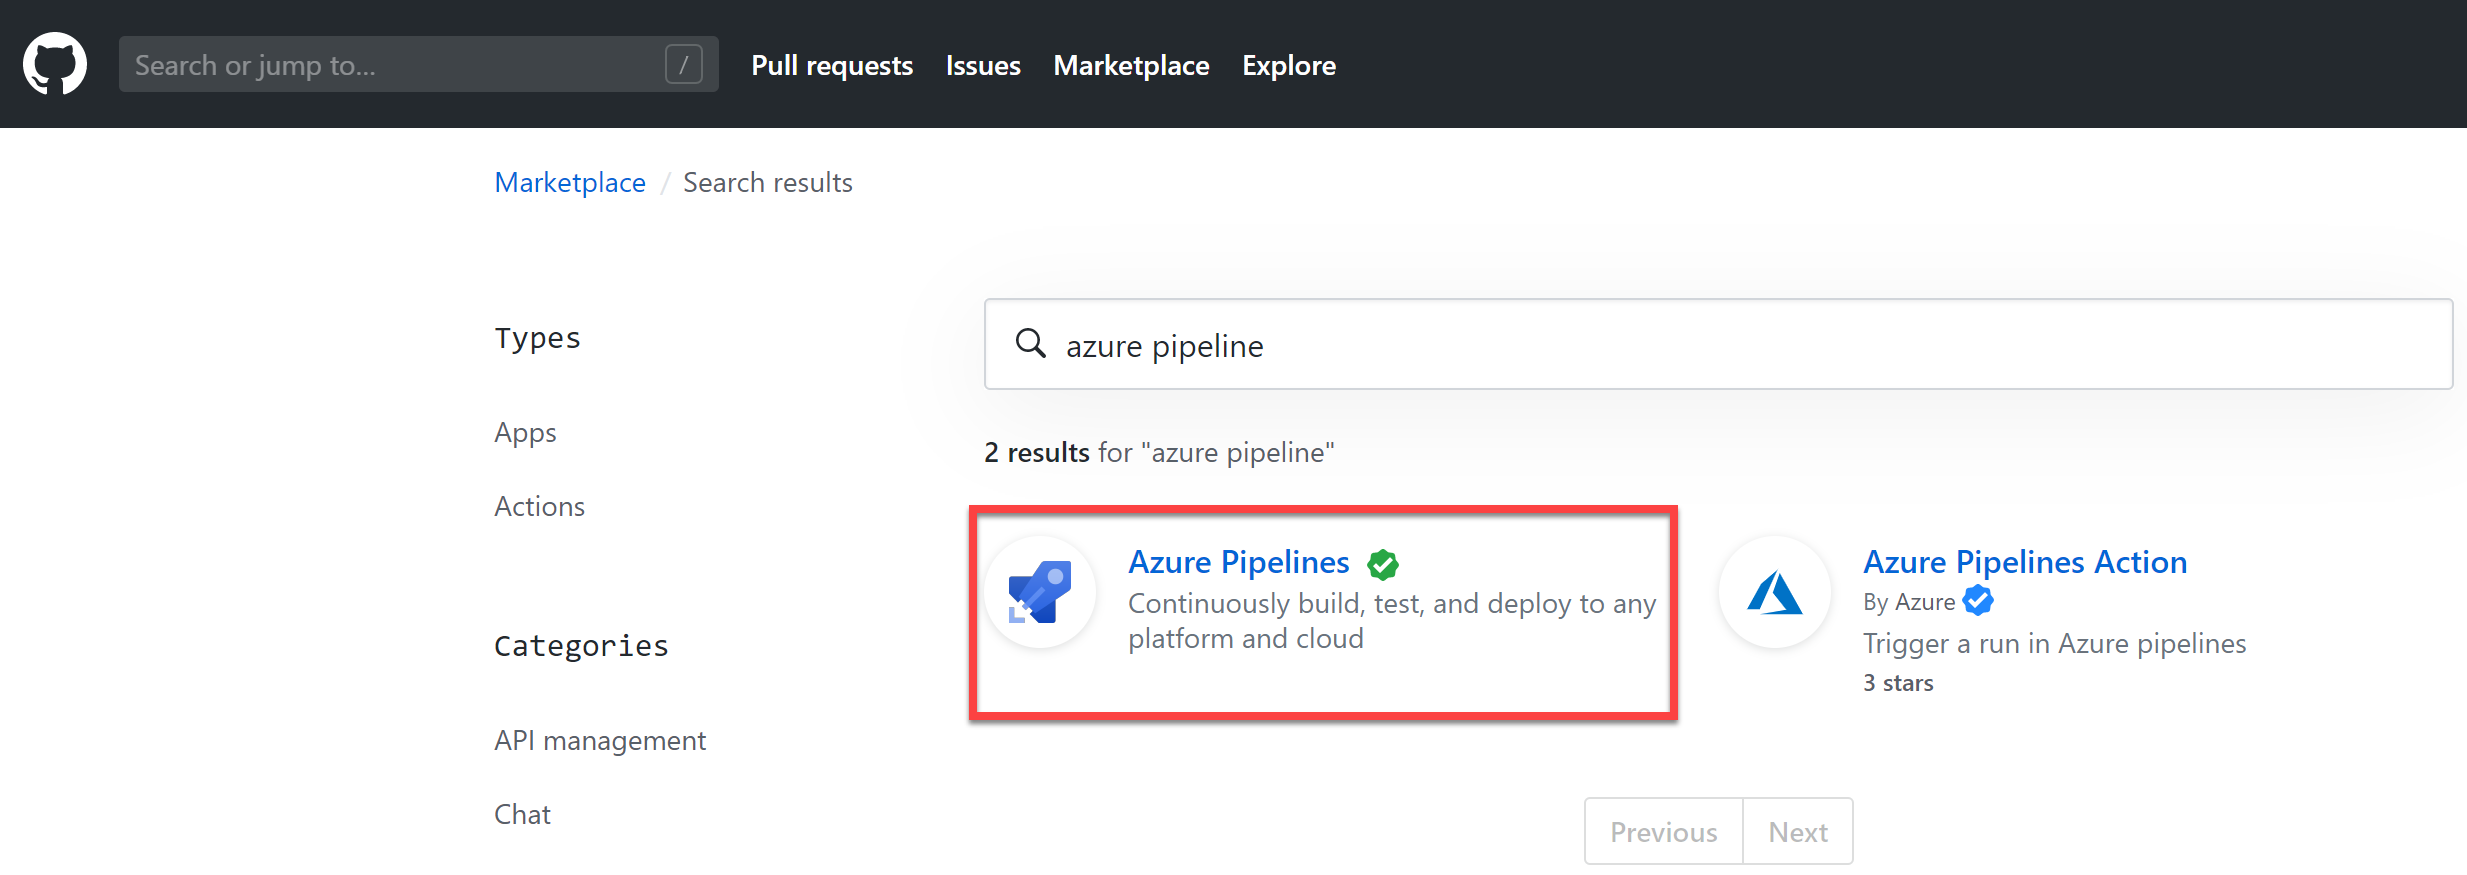 Search or jump to...
/
Pull requests
Issues
Marketplace
Explore
Marketplace / Search results
Types
Apps
Actions
Categories
API management
Chat
azure pipeline
2 results for "azure pipeline"
Azure Pipelines
Continuously build, test, and deploy to any
platform and cloud
Azure Pipelines Action
By Azure
Trigger a run in Azure pipelines
3 stars
Previous
Next